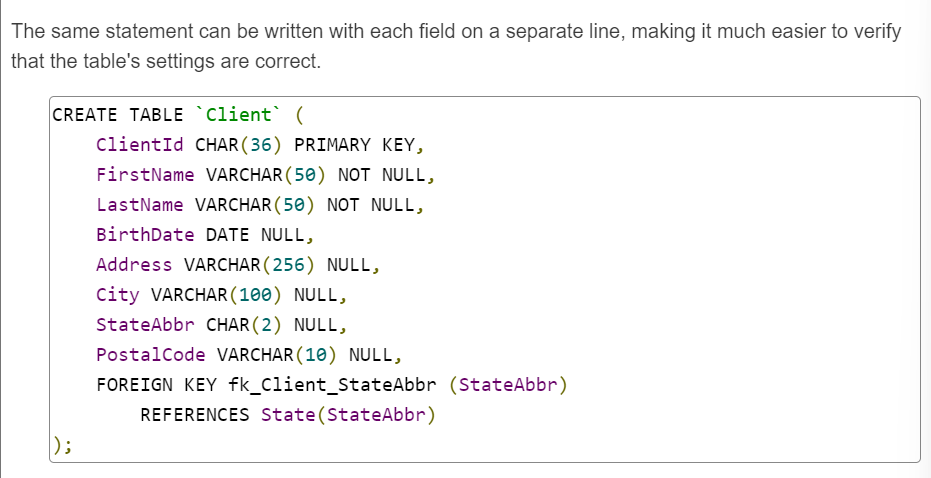 The same statement can be written with each field on a separate line, making it much easier to verify
that the table's settings are correct.
CREATE TABLE `Client` (
    ClientId CHAR(36) PRIMARY KEY,
    FirstName VARCHAR(50) NOT NULL,
    LastName VARCHAR(50) NOT NULL,
    BirthDate DATE NULL,
    Address VARCHAR(256) NULL,
    City VARCHAR(100) NULL,
    StateAbbr CHAR(2) NULL,
    PostalCode VARCHAR(10) NULL,
    FOREIGN KEY fk_Client_StateAbbr (StateAbbr)
        REFERENCES State(StateAbbr)
);